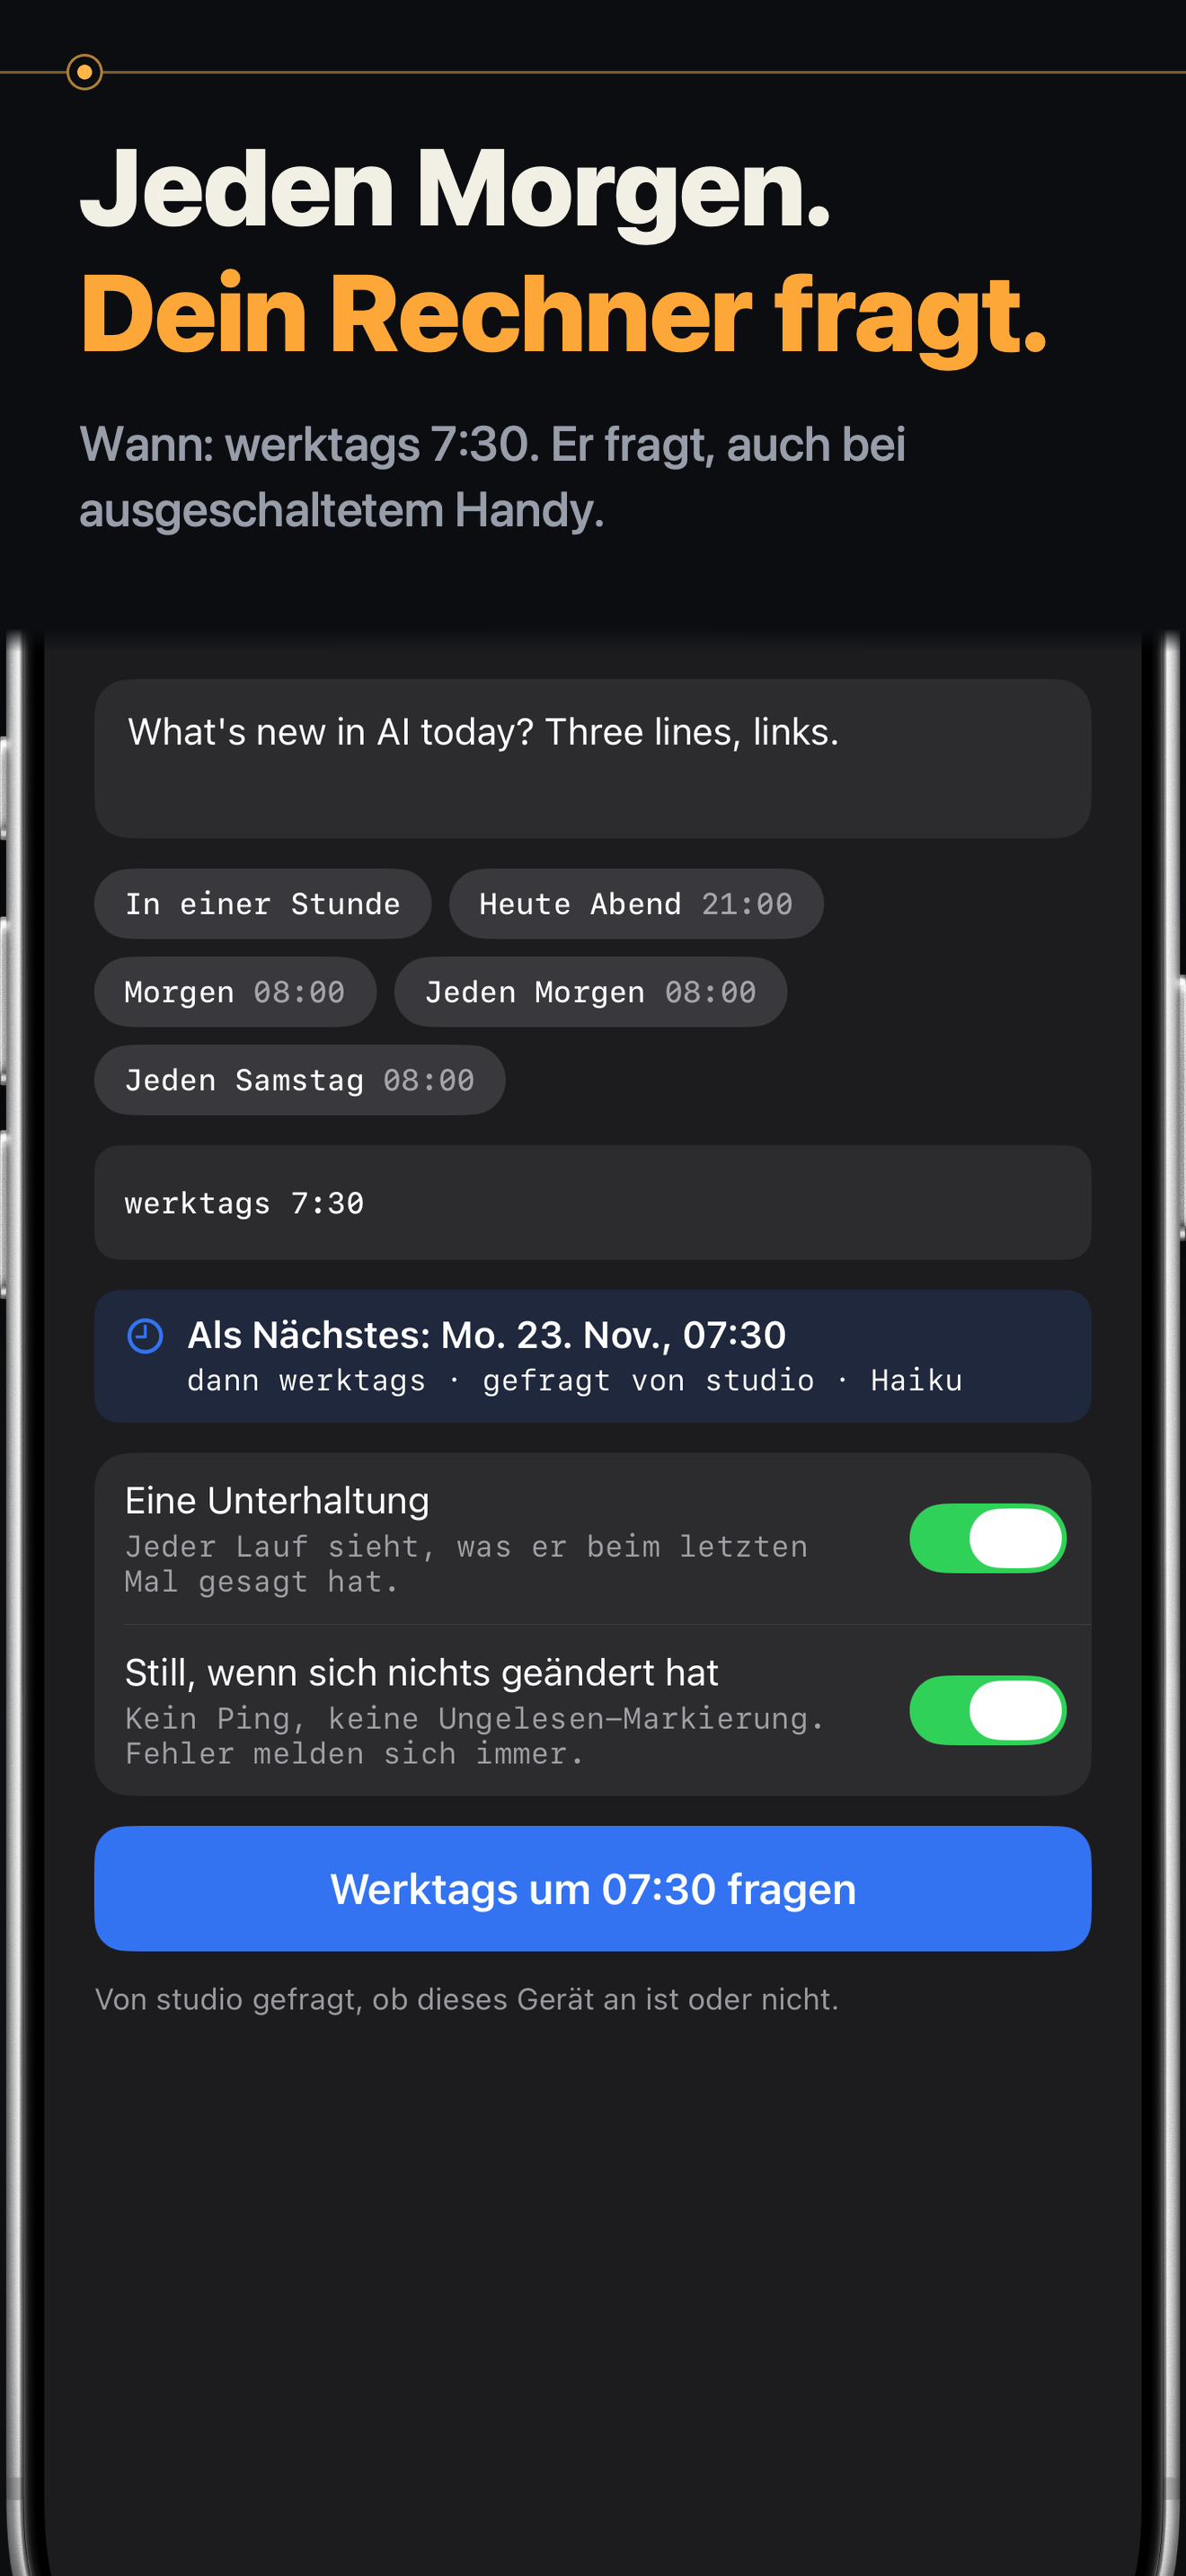 Jeden Morgen.
Dein Rechner fragt.
Wann: werktags 7:30. Er fragt, auch bei
ausgeschaltetem Handy.
What's new in AI today? Three lines, links.
In einer Stunde
Heute Abend 21:00
Morgen 08:00
Jeden Morgen 08:00
Jeden Samstag 08:00
werktags 7:30
Als Nächstes: Mo. 23. Nov., 07:30
dann werktags · gefragt von studio · Haiku
Eine Unterhaltung
Jeder Lauf sieht, was er beim letzten
Mal gesagt hat.
Still, wenn sich nichts geändert hat
Kein Ping, keine Ungelesen–Markierung.
Fehler melden sich immer.
Werktags um 07:30 fragen
Von studio gefragt, ob dieses Gerät an ist oder nicht.